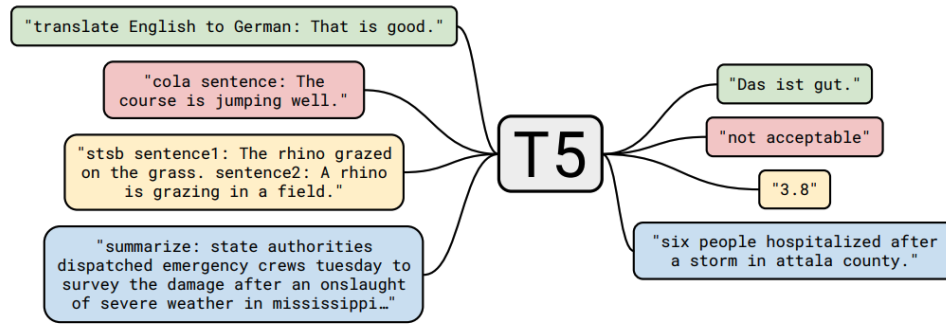 "translate English to German: That is good."
"cola sentence: The
course is jumping well."
"stsb sentence1: The rhino grazed
on the grass. sentence2: A rhino
is grazing in a field."
"summarize: state authorities
dispatched emergency crews tuesday to
survey the damage after an onslaught
of severe weather in mississippi…"
T5
"Das ist gut."
"not acceptable"
"3.8"
"six people hospitalized after
a storm in attala county."